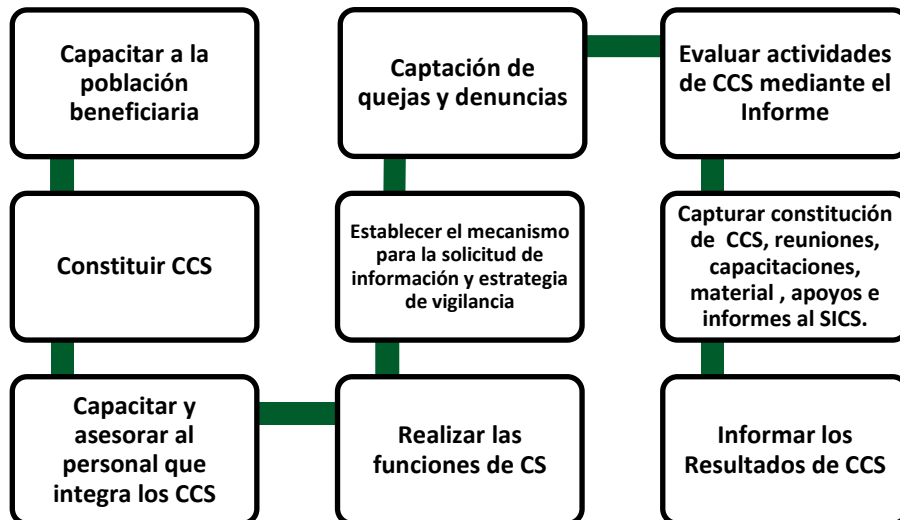 Capacitar a la
población
beneficiaria
Constituir CCS
Capacitar y
asesorar al
personal que
integra los CCS
Realizar las
funciones de CS
Establecer el mecanismo
para la solicitud de
información y estrategia
de vigilancia
Captación de
quejas y denuncias
Evaluar actividades
de CCS mediante el
Informe
Capturar constitución
de CCS, reuniones,
capacitaciones,
material , apoyos e
informes al SICS.
Informar los
Resultados de CCS